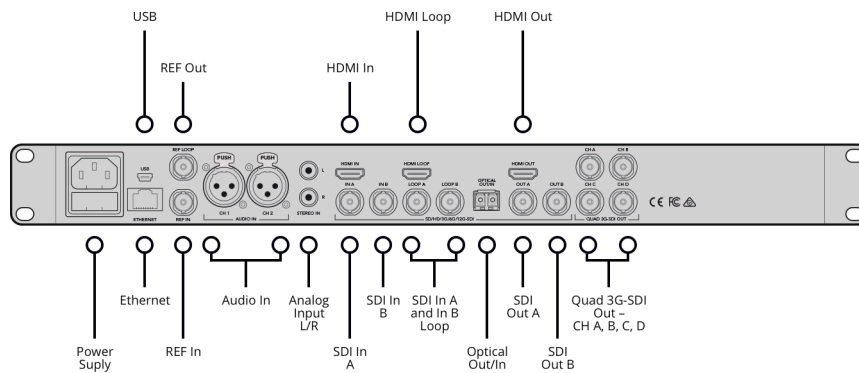 USB
HDMI Loop
HDMI Out
REF Out
HDMI In
REF LOOP
PUSH
PUSH
CH A
CH B
HDMI IN
HDMI LOOP
HDMI OUT
USB
L
IN A
IN B
LOOP A
LOOP B
OPTICAL
OUT/IN
OUT A
OUT B
CH C
CH D
R
CE FC
ETHERNET
REF IN
CH 1
AUDIO IN
CH 2
STEREO IN
SD/HD/3G/6G/12G-SDI
QUAD 3G-SDI OUT
Ethernet
Audio In
Analog
Input
L/R
SDI In
B
SDI In A
and In B
Loop
SDI
Out A
Quad 3G-SDI
Out –
CH A, B, C, D
Power
Suply
REF In
SDI In
A
Optical
Out/In
SDI
Out B